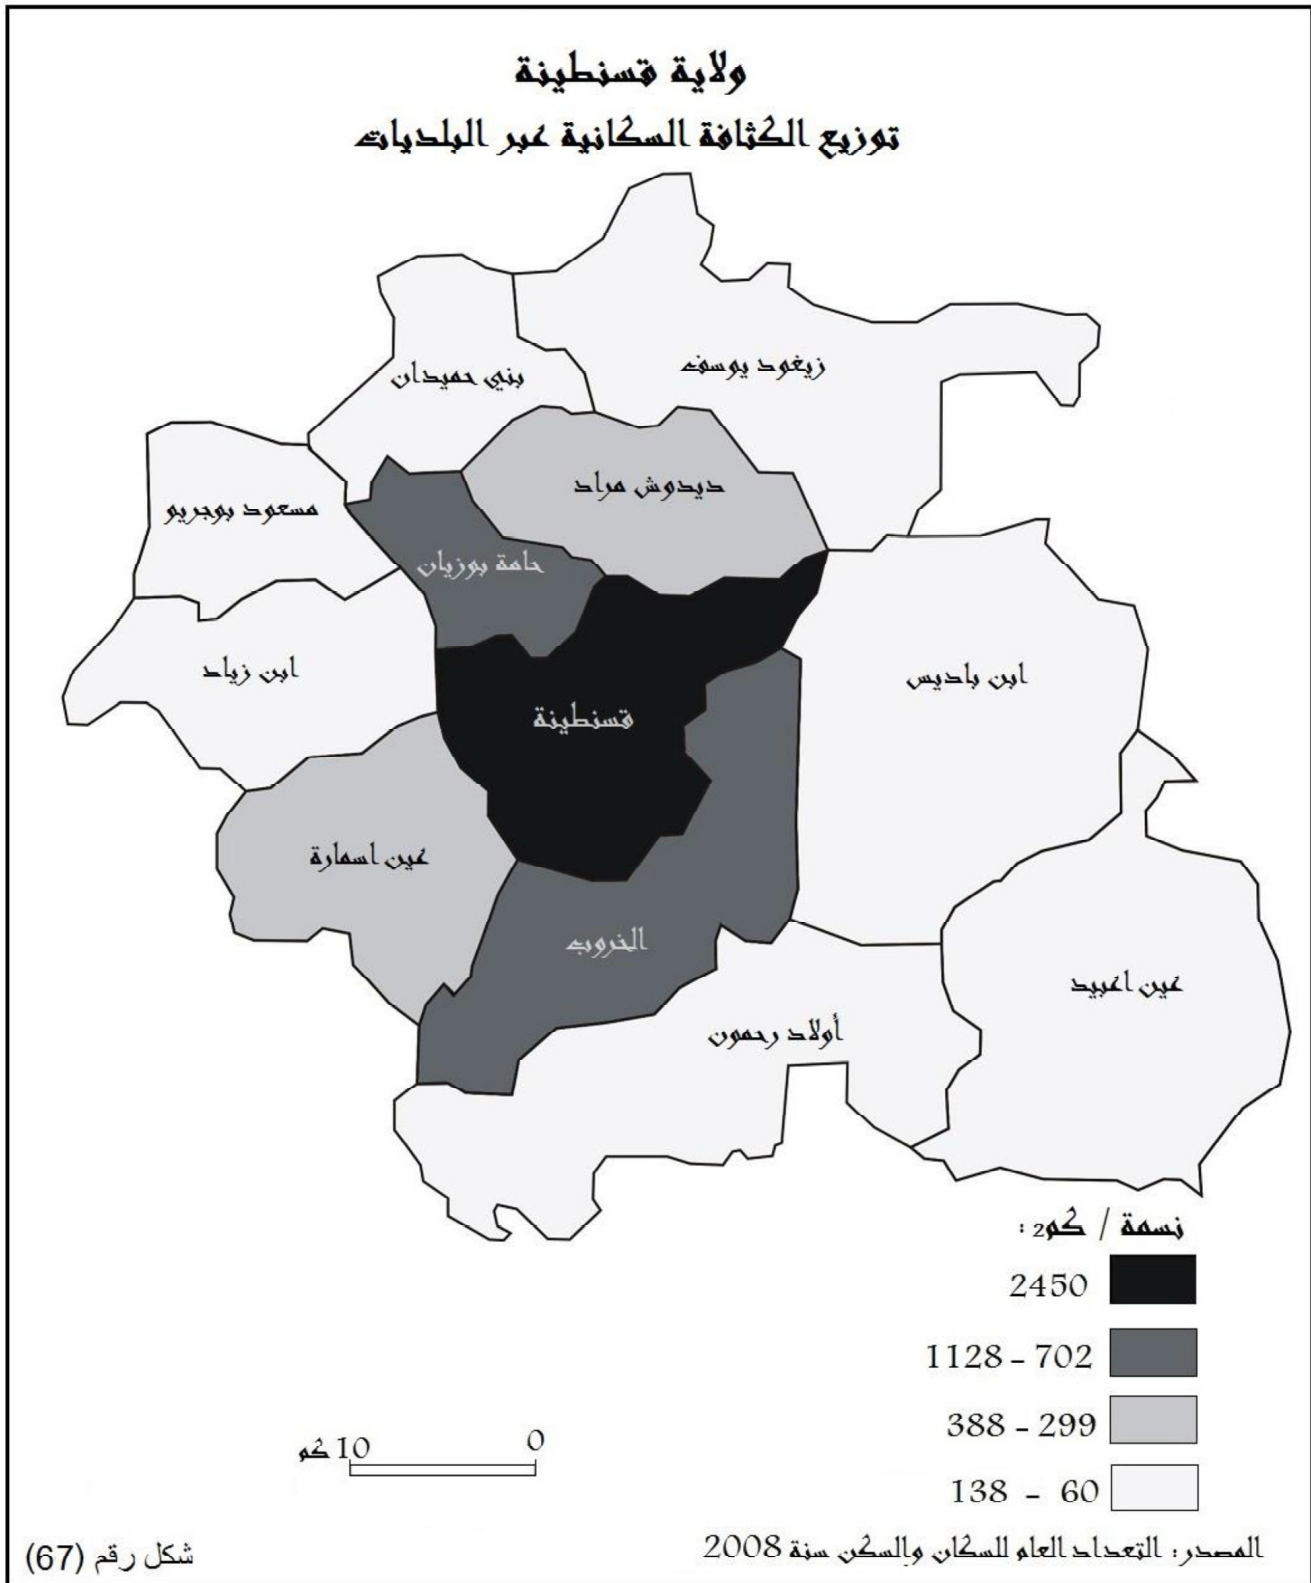 ولاية قسنطينة
توزيع الكثافة السكانية عبر البلديات
زيغود يوسف
بني حميدان
ديدوش مراد
مسعود بوجريو
حامة بوزيان
ابن زياد
ابن باديس
قسنطينة
عين اسمارة
الخروب
عين اعبيد
أولاد رحمون
نسمة / كم2 :
2450
1128 - 702
388 - 299
138 - 60
0
10 كم
المصدر: التعداد العام للسكان والسكن سنة 2008
شكل رقم (67)